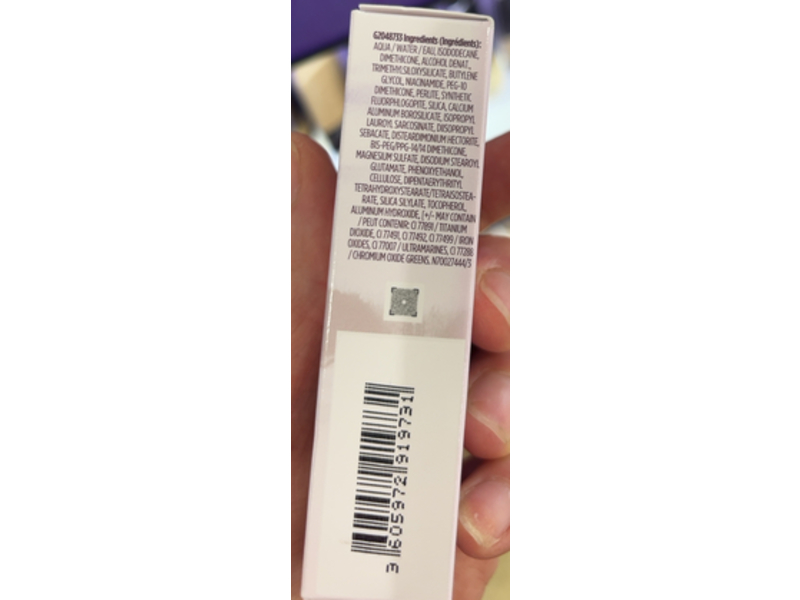 G2048733 Ingredients (Ingrédients):
AQUA / WATER / EAU, ISODODECANE,
DIMETHICONE, ALCOHOL DENAT.,
TRIMETHYLSILOXYSILICATE, BUTYLENE
GLYCOL, NIACINAMIDE, PEG-10
DIMETHICONE, PERLITE, SYNTHETIC
FLUORPHLOGOPITE, SILICA, CALCIUM
ALUMINUM BOROSILICATE, ISOPROPYL
LAUROYL SARCOSINATE, DIISOPROPYL
SEBACATE, DISTEARDIMONIUM HECTORITE,
BIS-PEG/PPG-14/14 DIMETHICONE,
MAGNESIUM SULFATE, DISODIUM STEAROYL
GLUTAMATE, PHENOXYETHANOL,
CELLULOSE, DIPENTAERYTHRITYL
TETRAHYDROXYSTEARATE/TETRAISOSTEA-
RATE, SILICA SILYLATE, TOCOPHEROL,
ALUMINUM HYDROXIDE, [+/- MAY CONTAIN
/ PEUT CONTENIR: CI 77891 / TITANIUM
DIOXIDE, CI 77491, CI 77492, CI 77499 / IRON
OXIDES, CI 77007 / ULTRAMARINES, CI 77288
/ CHROMIUM OXIDE GREENS. N70027444/3
3 605972 919731